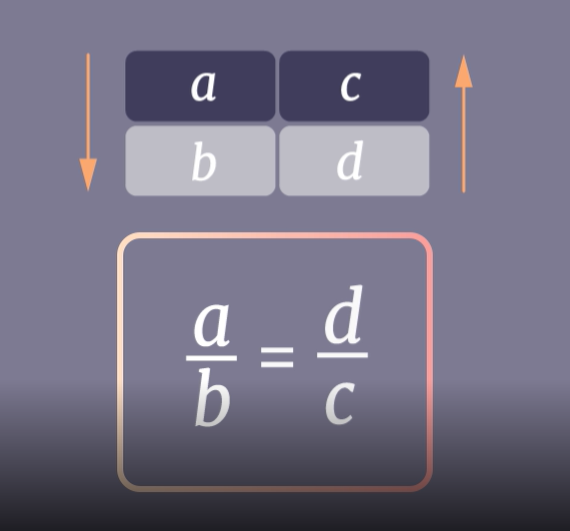 a c
b d
a/b = d/c